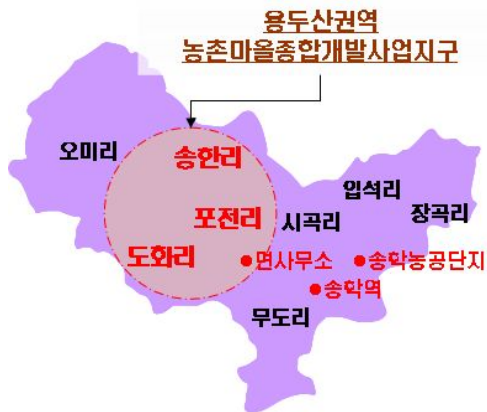 용두산권역
농촌마을종합개발사업지구
오미리
송한리
입석리
포전리
시곡리
장곡리
도화리
면사무소
송학농공단지
송학역
무도리